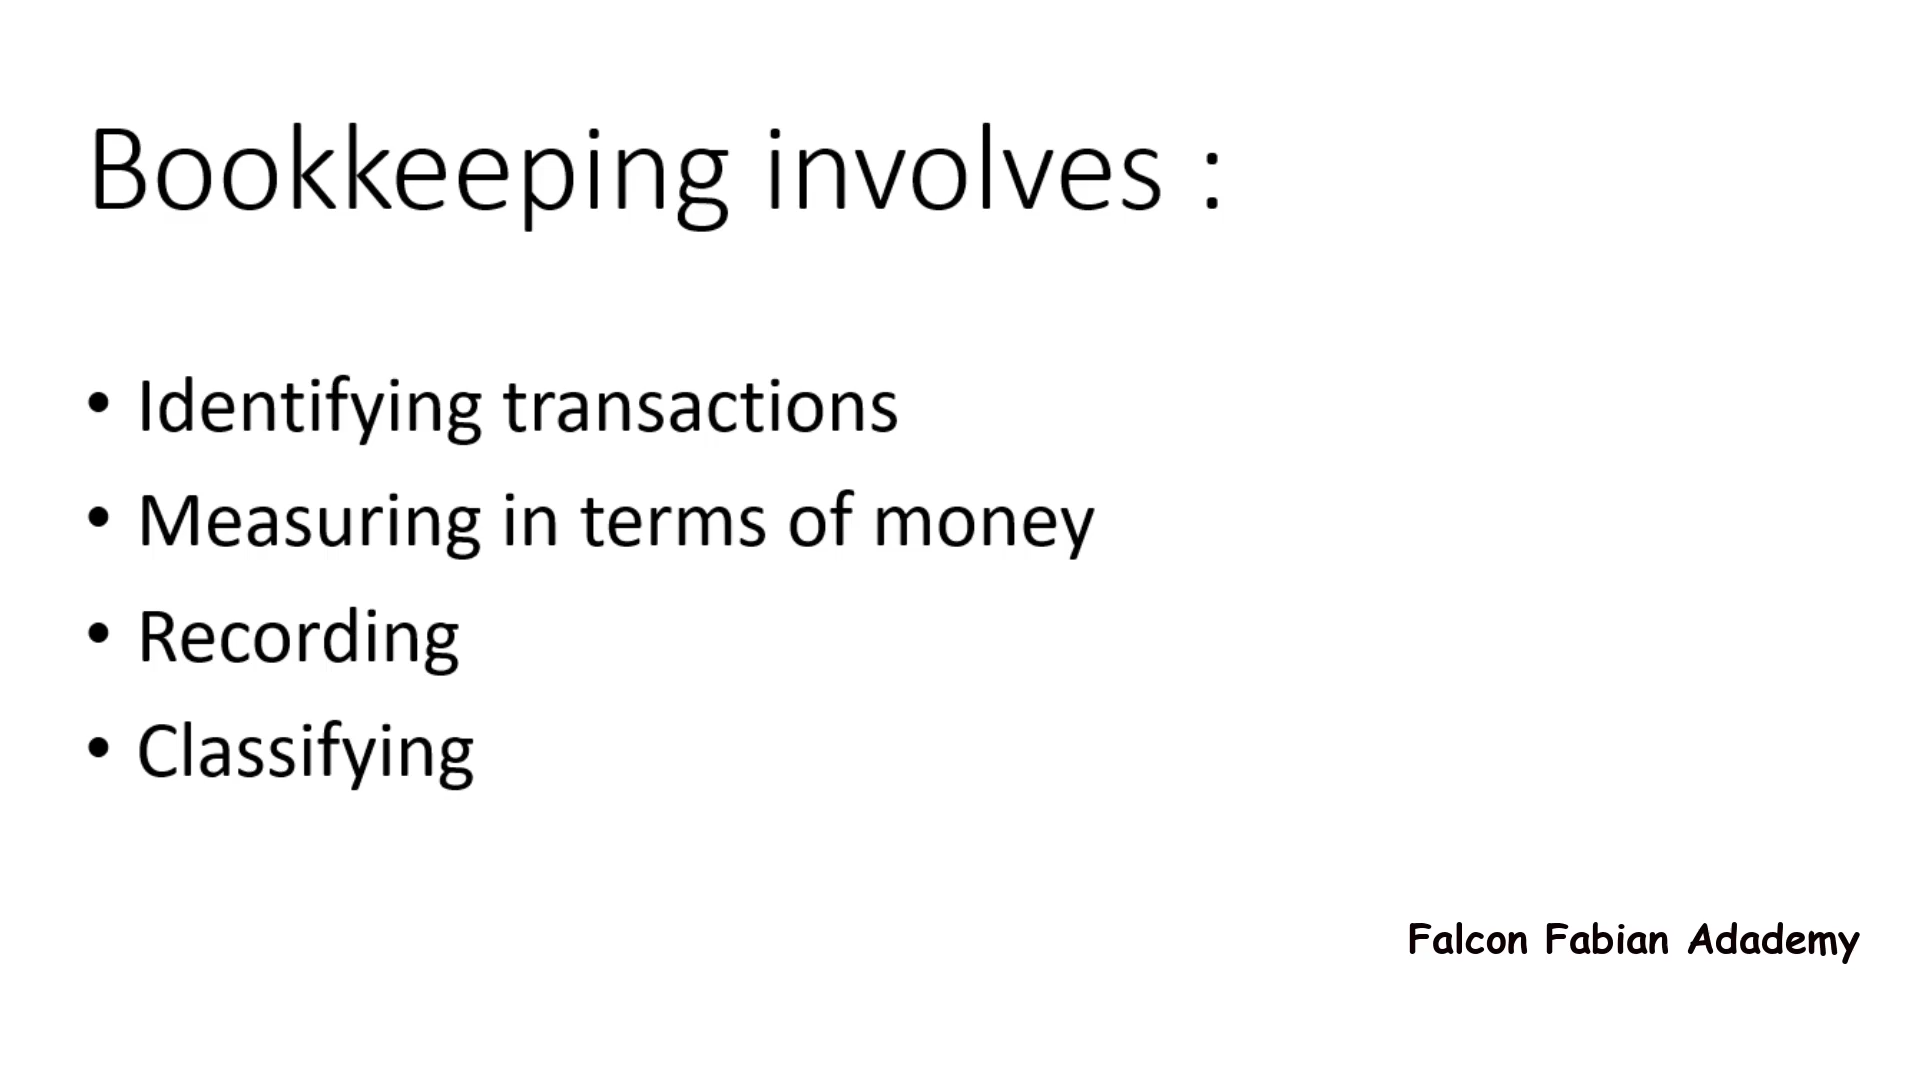 Bookkeeping involves :
• Identifying transactions
• Measuring in terms of money
• Recording
• Classifying
Falcon Fabian Adademy